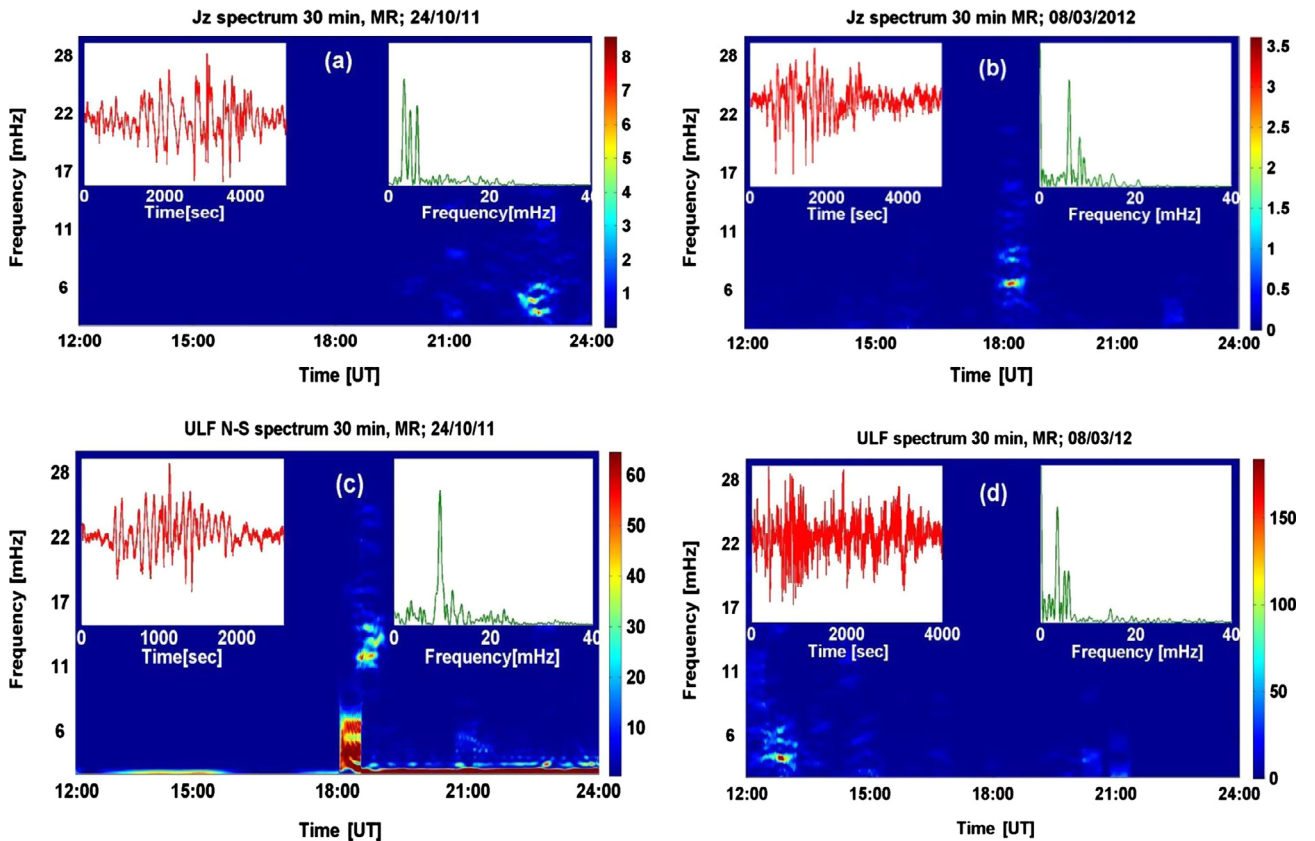 Jz spectrum 30 min, MR; 24/10/11
Frequency [mHz]
28
22
17
11
6
(a)
0 2000 4000
Time[sec]
0 20 40
Frequency[mHz]
8
7
6
5
4
3
2
1
12:00 15:00 18:00 21:00 24:00
Time [UT]
Jz spectrum 30 min MR; 08/03/2012
Frequency [mHz]
28
22
17
11
6
(b)
0 2000 4000
Time [sec]
0 20 40
Frequency [mHz]
3.5
3
2.5
2
1.5
1
0.5
0
12:00 15:00 18:00 21:00 24:00
Time [UT]
ULF N-S spectrum 30 min, MR; 24/10/11
Frequency [mHz]
28
22
17
11
6
(c)
0 1000 2000
Time[sec]
0 20 40
Frequency[mHz]
60
50
40
30
20
10
12:00 15:00 18:00 21:00 24:00
Time [UT]
ULF spectrum 30 min, MR; 08/03/12
Frequency [mHz]
28
22
17
11
6
(d)
0 2000 4000
Time [sec]
0 20 40
Frequency [mHz]
150
100
50
0
12:00 15:00 18:00 21:00 24:00
Time [UT]